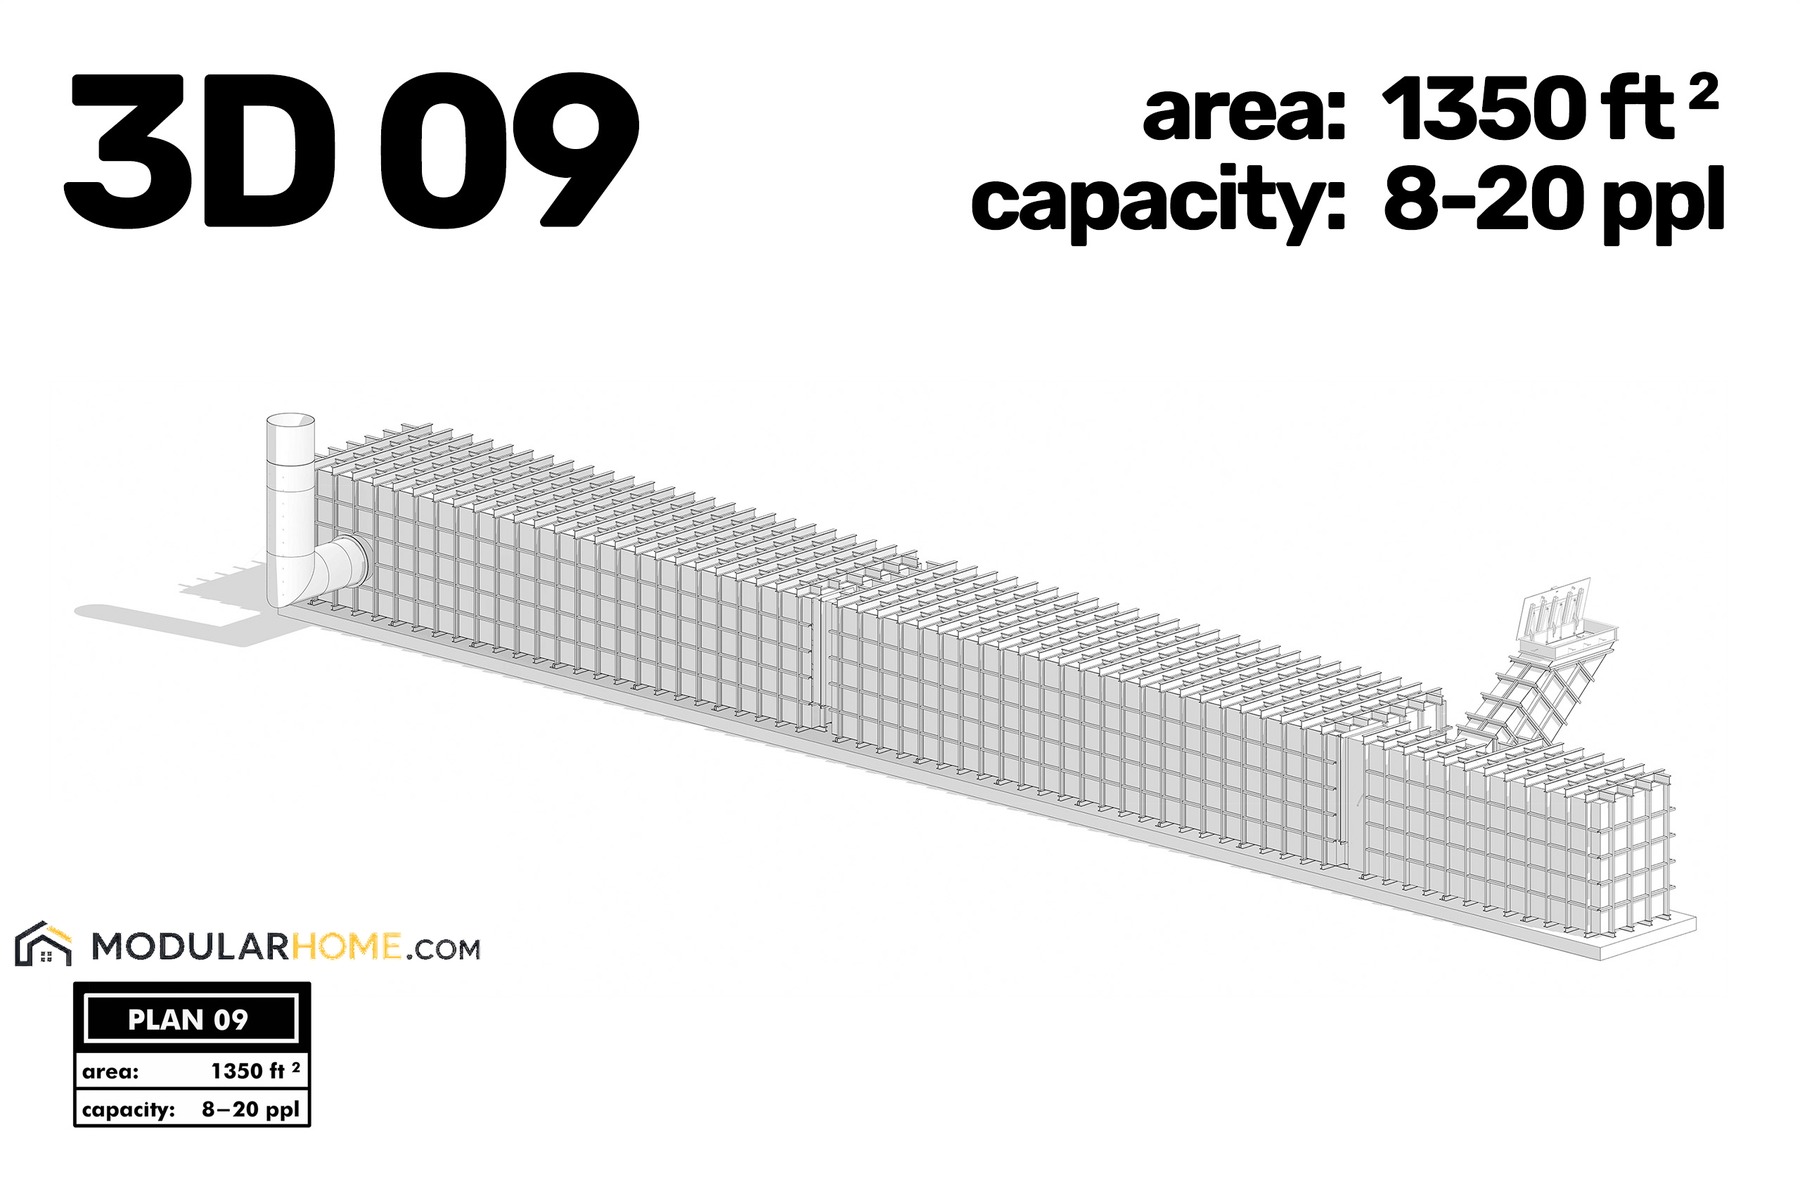 3D 09
area: 1350 ft ²
capacity: 8-20 ppl
MODULARHOME.COM
PLAN 09
area: 1350 ft ²
capacity: 8–20 ppl